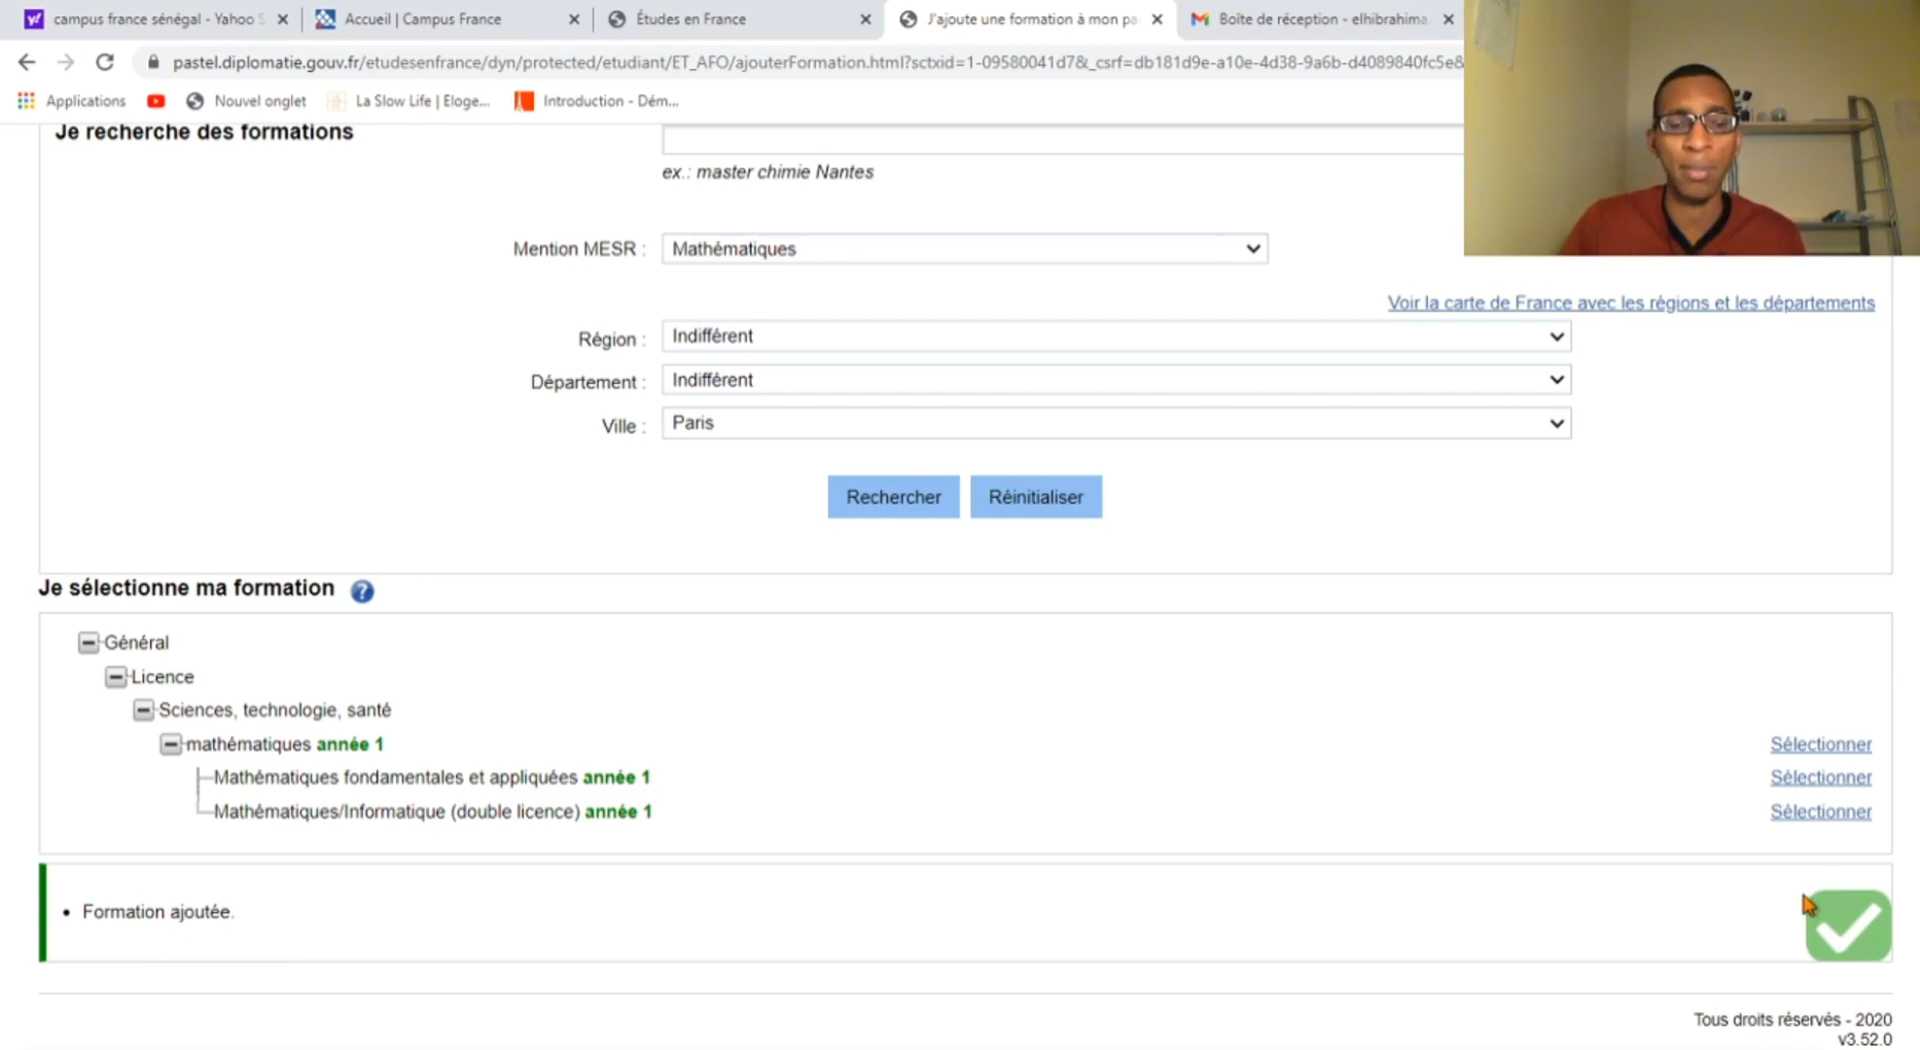 campus france sénégal - Yahoo S
Accueil | Campus France
Études en France
J'ajoute une formation à mon pa
Boîte de réception - elhibrahima
pastel.diplomatie.gouv.fr/etudesenfrance/dyn/protected/etudiant/ET_AFO/ajouterFormation.html?sctxid=1-09580041d7&_csrf=db181d9e-a10e-4d38-9a6b-d4089840fc5e&
Applications
Nouvel onglet
La Slow Life | Eloge...
Introduction - Dém...
Je recherche des formations
ex.: master chimie Nantes
Mention MESR :
Mathématiques
Voir la carte de France avec les régions et les départements
Région :
Indifférent
Département :
Indifférent
Ville :
Paris
Rechercher
Réinitialiser
Je sélectionne ma formation ?
Général
Licence
Sciences, technologie, santé
mathématiques année 1
Sélectionner
Mathématiques fondamentales et appliquées année 1
Sélectionner
Mathématiques/Informatique (double licence) année 1
Sélectionner
• Formation ajoutée.
Tous droits réservés - 2020
v3.52.0